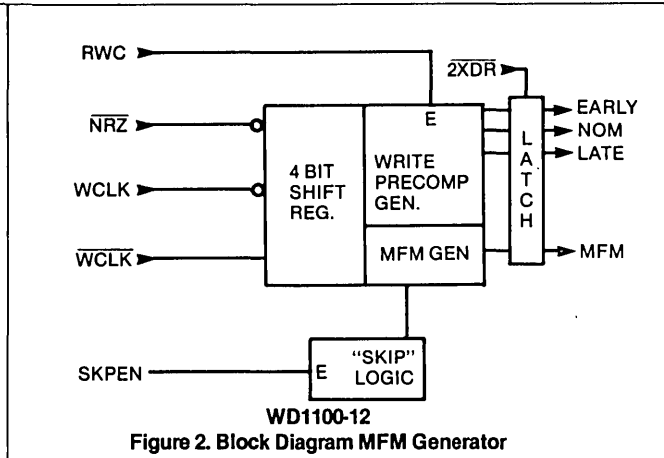 RWC
2XDR
EARLY
NOM
LATE
NRZ
E
4 BIT
SHIFT
REG.
WRITE
PRECOMP
GEN.
LATCH
WCLK
WCLK
MFM GEN
MFM
SKPEN
E
"SKIP"
LOGIC
WD1100-12
Figure 2. Block Diagram MFM Generator